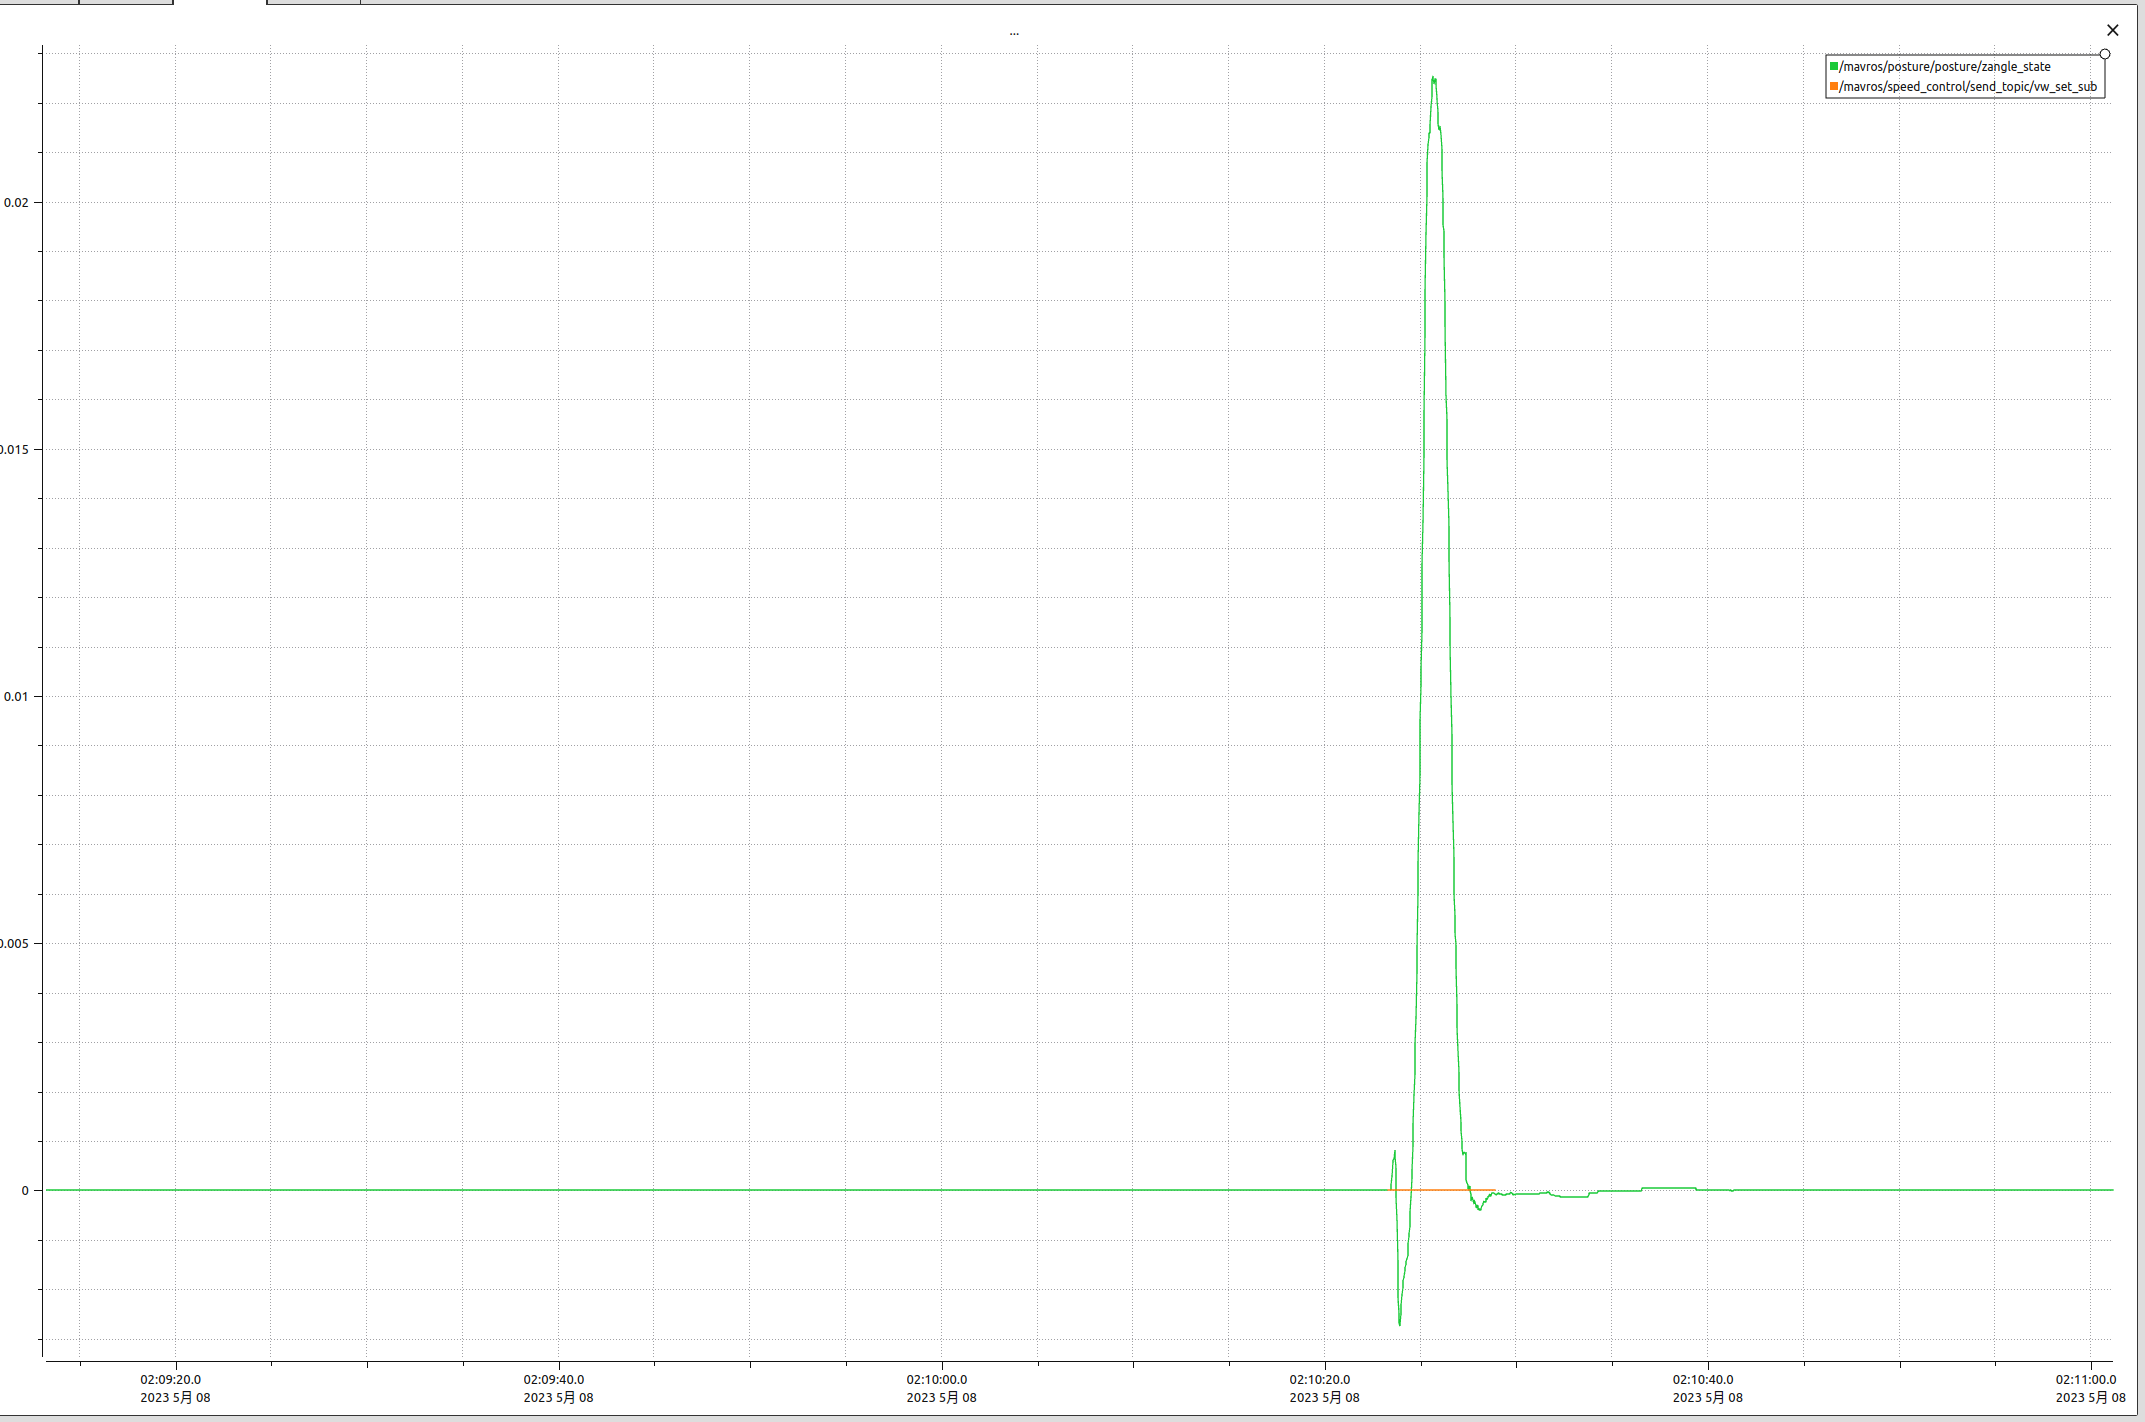 ...
/mavros/posture/posture/zangle_state
/mavros/speed_control/send_topic/vw_set_sub
0.02
0.015
0.01
0.005
0
02:09:20.0
2023 5月 08
02:09:40.0
2023 5月 08
02:10:00.0
2023 5月 08
02:10:20.0
2023 5月 08
02:10:40.0
2023 5月 08
02:11:00.0
2023 5月 08